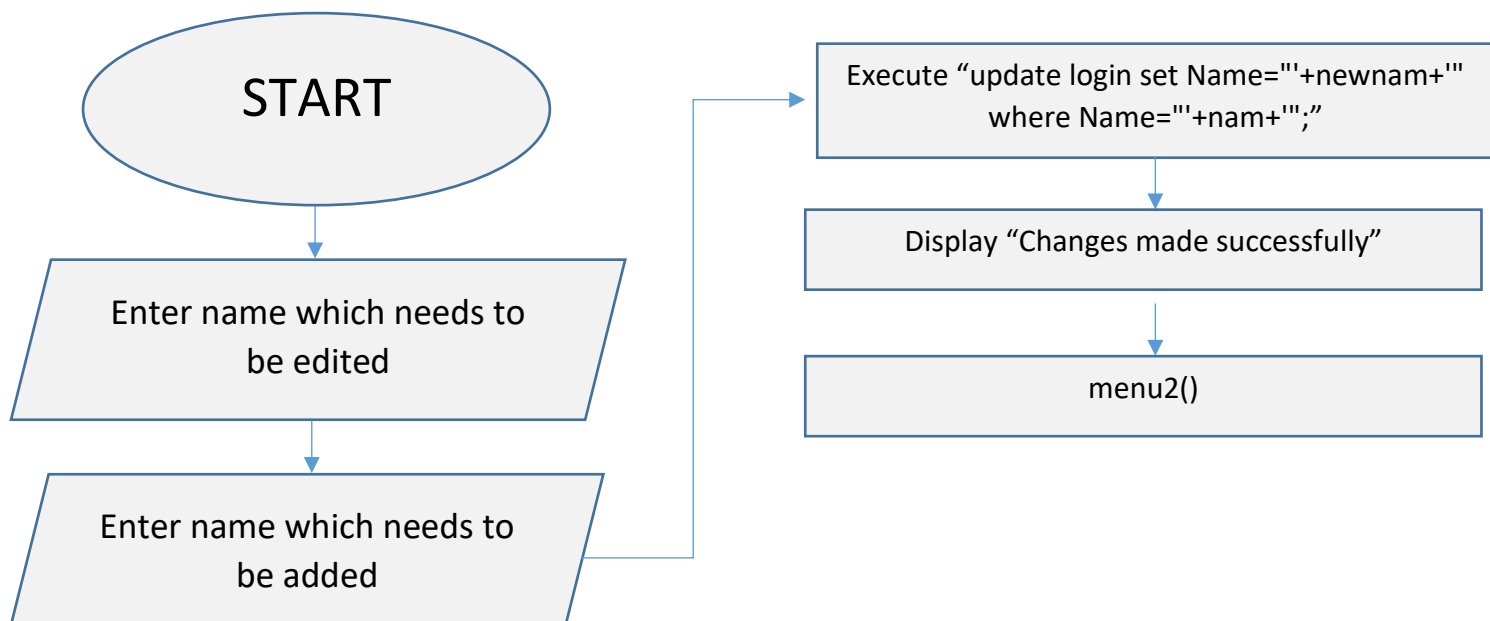 START
Enter name which needs to
be edited
Enter name which needs to
be added
Execute “update login set Name="'+newnam+'"
where Name="'+nam+'";”
Display “Changes made successfully”
menu2()